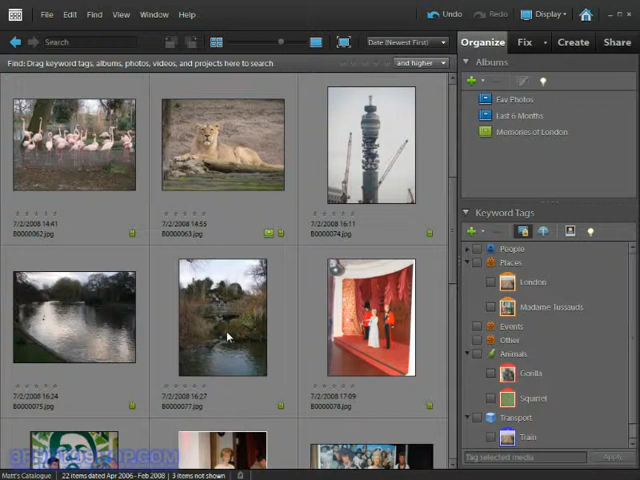 File Edit Find View Window Help
Undo Redo Display
Search
Date (Newest First)
Organize Fix Create Share
Find: Drag keyword tags, albums, photos, videos, and projects here to search
and higher
Albums
Fav Photos
Last 6 Months
Memories of London
7/2/2008 14:41
B0000062.jpg
7/2/2008 14:55
B0000063.jpg
7/2/2008 16:11
B0000074.jpg
Keyword Tags
People
Places
London
Madame Tussauds
Events
Other
Animals
Gorilla
Squirrel
Transport
Train
7/2/2008 16:24
B0000075.jpg
7/2/2008 16:27
B0000077.jpg
7/2/2008 17:09
B0000078.jpg
Tag selected media
Apply
Matt's Catalogue 22 items dated Apr 2006 - Feb 2008 3 items not shown